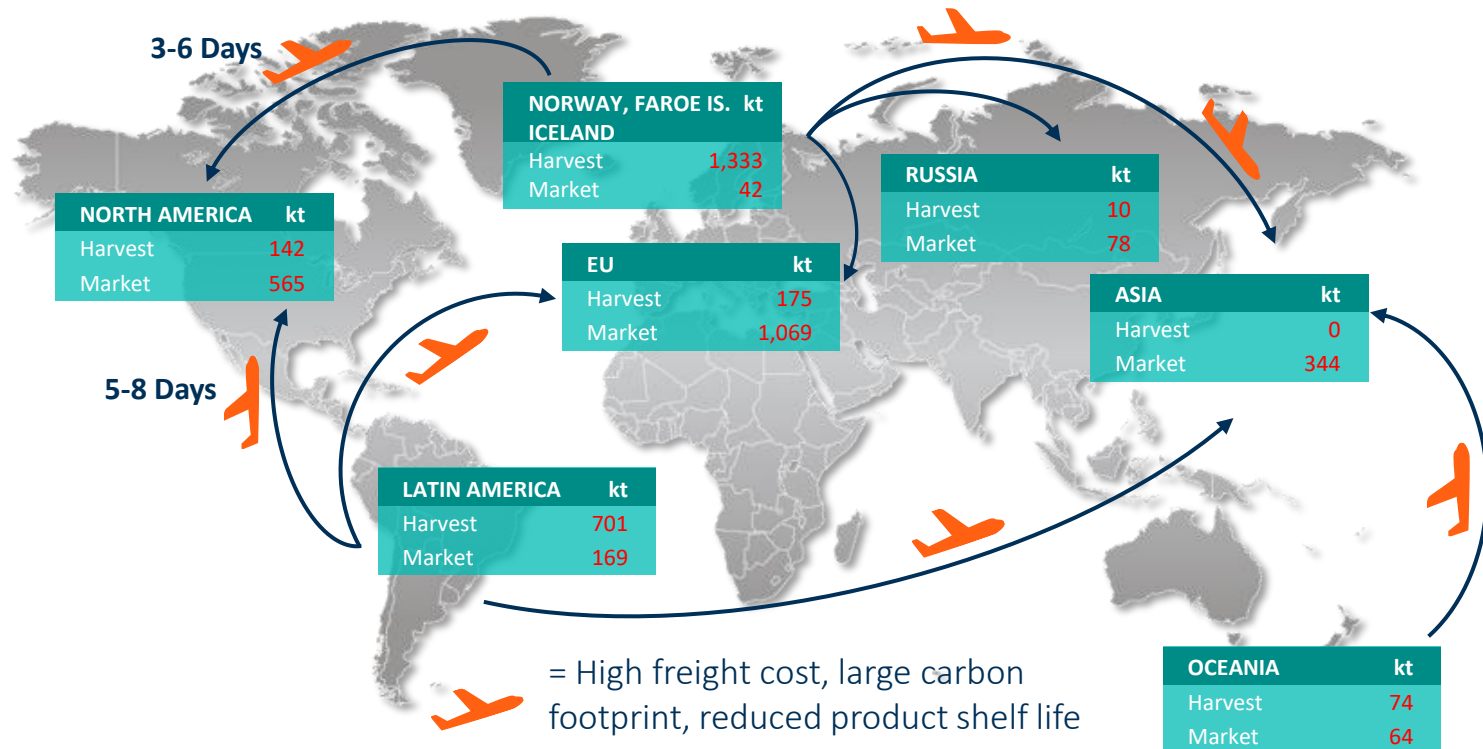 3-6 Days
NORWAY, FAROE IS. kt
ICELAND
Harvest 1,333
Market 42
RUSSIA kt
Harvest 10
Market 78
NORTH AMERICA kt
Harvest 142
Market 565
EU kt
Harvest 175
Market 1,069
ASIA kt
Harvest 0
Market 344
5-8 Days
LATIN AMERICA kt
Harvest 701
Market 169
= High freight cost, large carbon
footprint, reduced product shelf life
OCEANIA kt
Harvest 74
Market 64